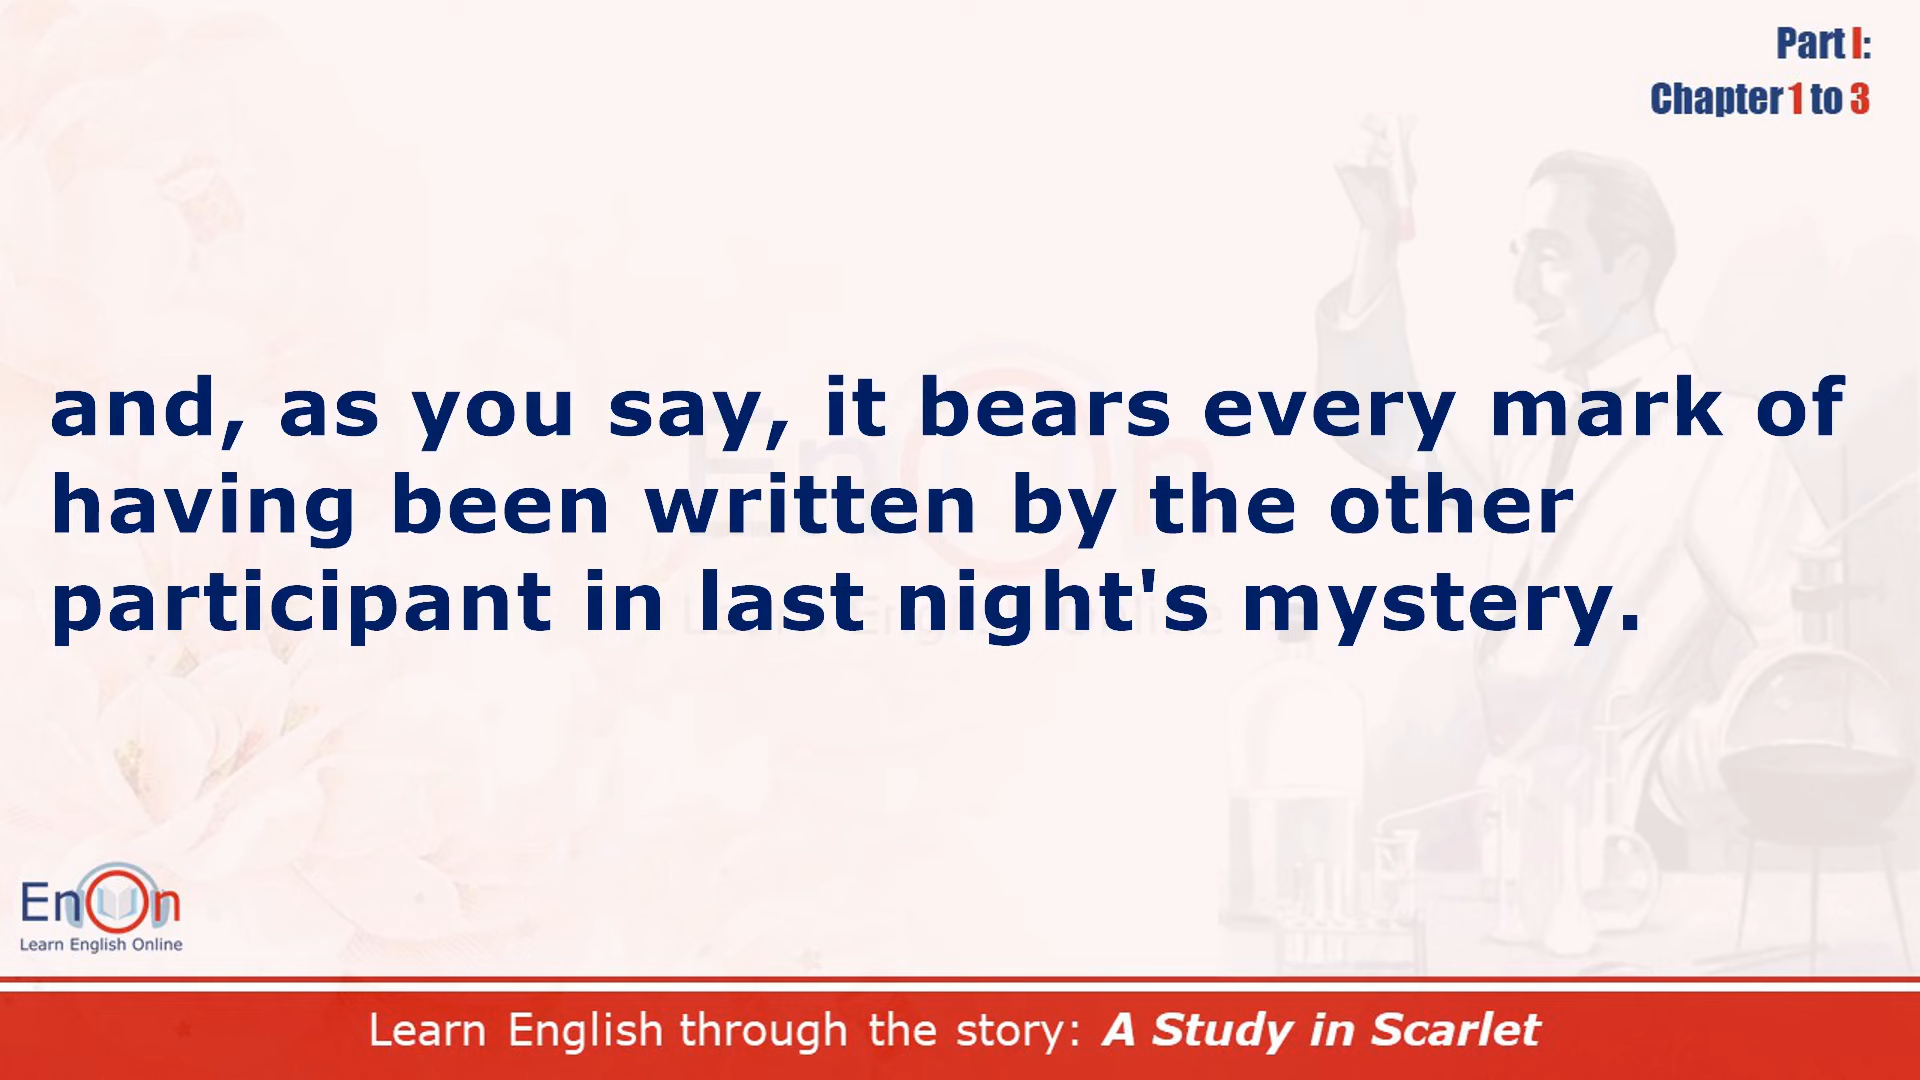 Part I:
Chapter 1 to 3
and, as you say, it bears every mark of
having been written by the other
participant in last night's mystery.
EnOn
Learn English Online
Learn English through the story: A Study in Scarlet